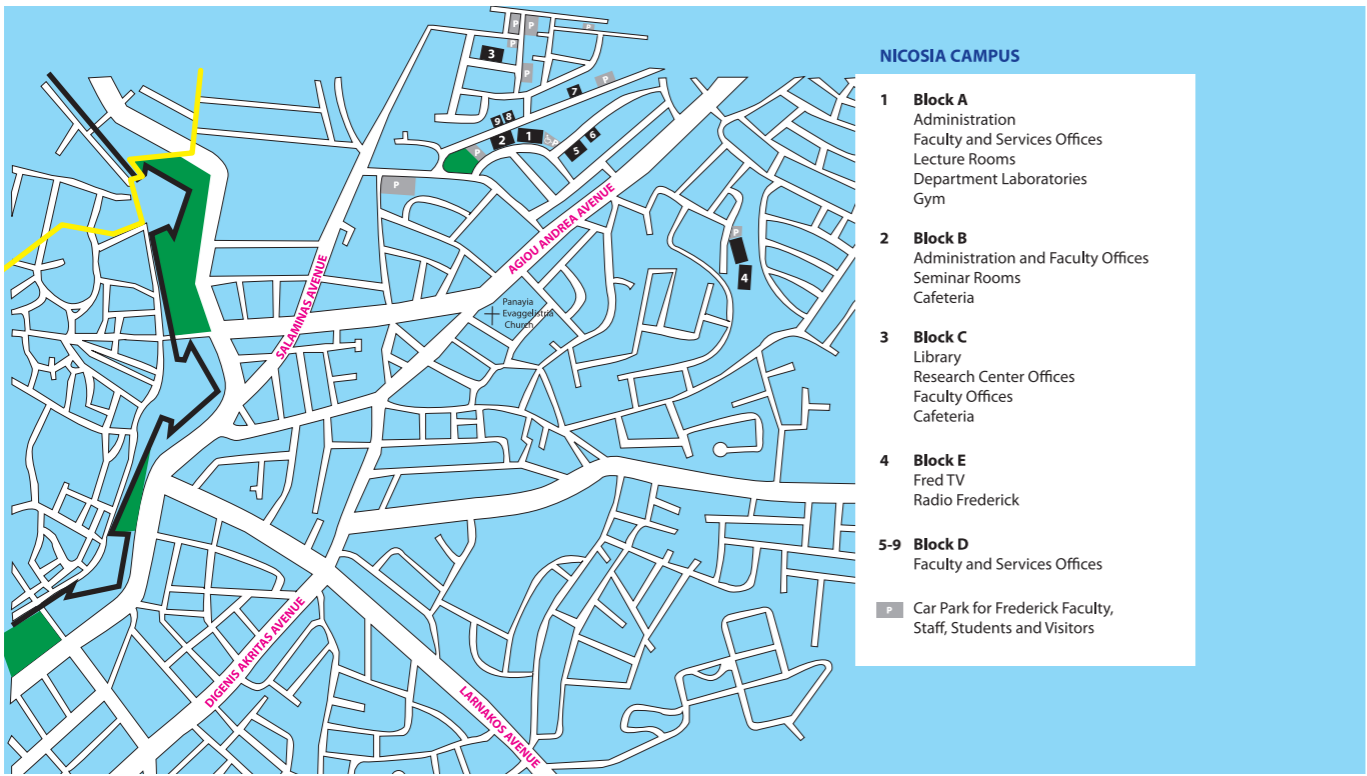 P P
P
P
3
P
P
7
9 8
2 1
P
P
5 6
P
AGIOU ANDREA AVENUE
SALAMINAS AVENUE
P
4
Panayia
Evaggelistria
Church
DIGENIS AKRITAS AVENUE
LARNAKOS AVENUE
NICOSIA CAMPUS
1 Block A
Administration
Faculty and Services Offices
Lecture Rooms
Department Laboratories
Gym
2 Block B
Administration and Faculty Offices
Seminar Rooms
Cafeteria
3 Block C
Library
Research Center Offices
Faculty Offices
Cafeteria
4 Block E
Fred TV
Radio Frederick
5-9 Block D
Faculty and Services Offices
P Car Park for Frederick Faculty,
Staff, Students and Visitors